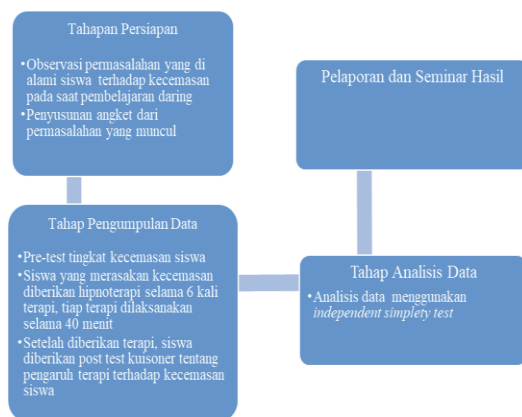 Tahapan Persiapan
•Observasi permasalahan yang di
alami siswa terhadap kecemasan
pada saat pembelajaran daring
•Penyusunan angket dari
permasalahan yang muncul
Tahap Pengumpulan Data
•Pre-test tingkat kecemasan siswa
•Siswa yang merasakan kecemasan
diberikan hipnoterapi selama 6 kali
terapi, tiap terapi dilaksanakan
selama 40 menit
•Setelah diberikan terapi, siswa
diberikan post test kuisoner tentang
pengaruh terapi terhadap kecemasan
siswa
Tahap Analisis Data
•Analisis data menggunakan
independent simplety test
Pelaporan dan Seminar Hasil